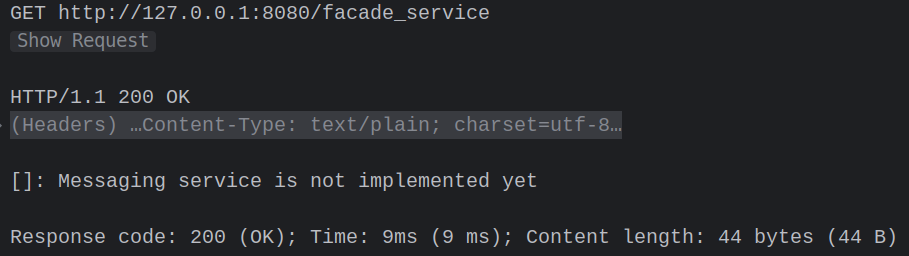 GET http://127.0.0.1:8080/facade_service
Show Request
HTTP/1.1 200 OK
(Headers) …Content-Type: text/plain; charset=utf-8…
[]: Messaging service is not implemented yet
Response code: 200 (OK); Time: 9ms (9 ms); Content length: 44 bytes (44 B)